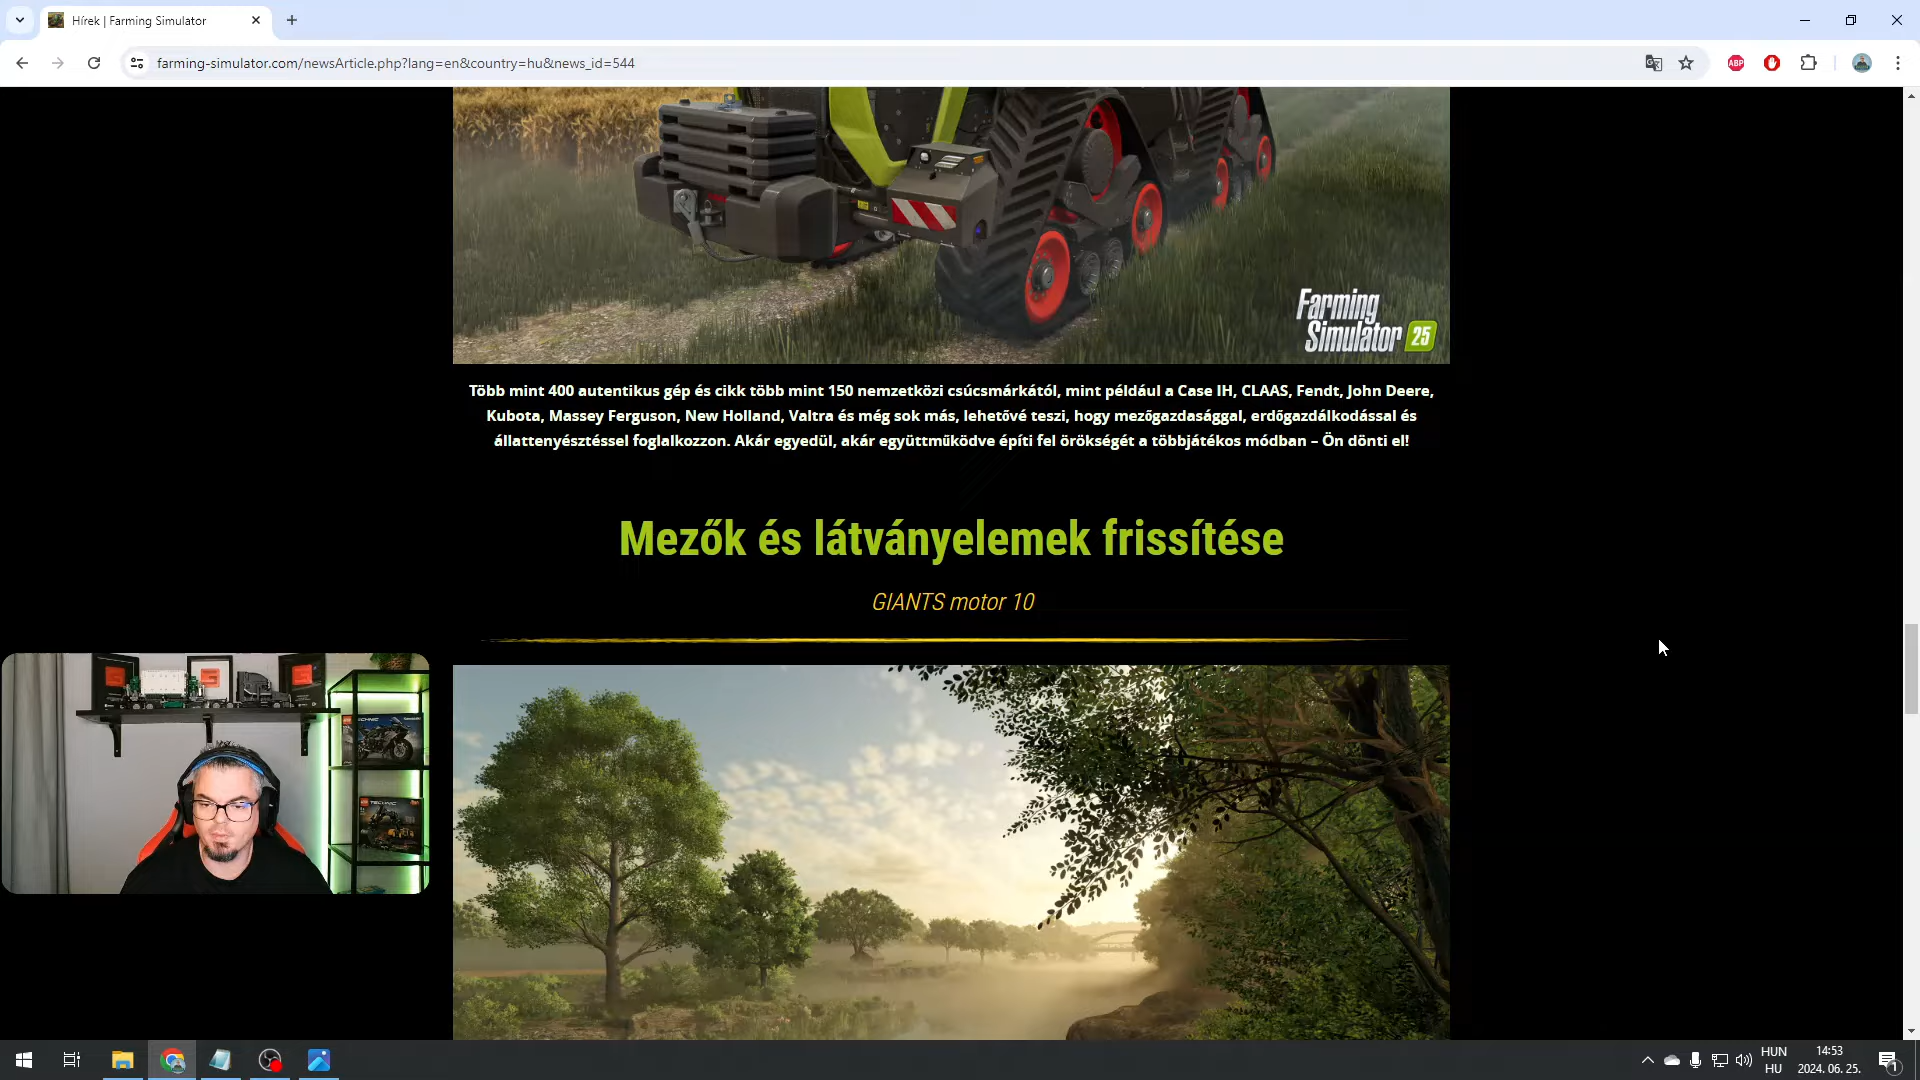 Hírek | Farming Simulator
farming-simulator.com/newsArticle.php?lang=en&country=hu&news_id=544
ABP
Farming
Simulator 25
Több mint 400 autentikus gép és cikk több mint 150 nemzetközi csúcsmárkától, mint például a Case IH, CLAAS, Fendt, John Deere,
Kubota, Massey Ferguson, New Holland, Valtra és még sok más, lehetővé teszi, hogy mezőgazdasággal, erdőgazdálkodással és
állattenyésztéssel foglalkozzon. Akár egyedül, akár együttműködve építi fel örökségét a többjátékos módban – Ön dönti el!
Mezők és látványelemek frissítése
GIANTS motor 10
TECHNIC
HUN
HU
14:53
2024. 06. 25.
1